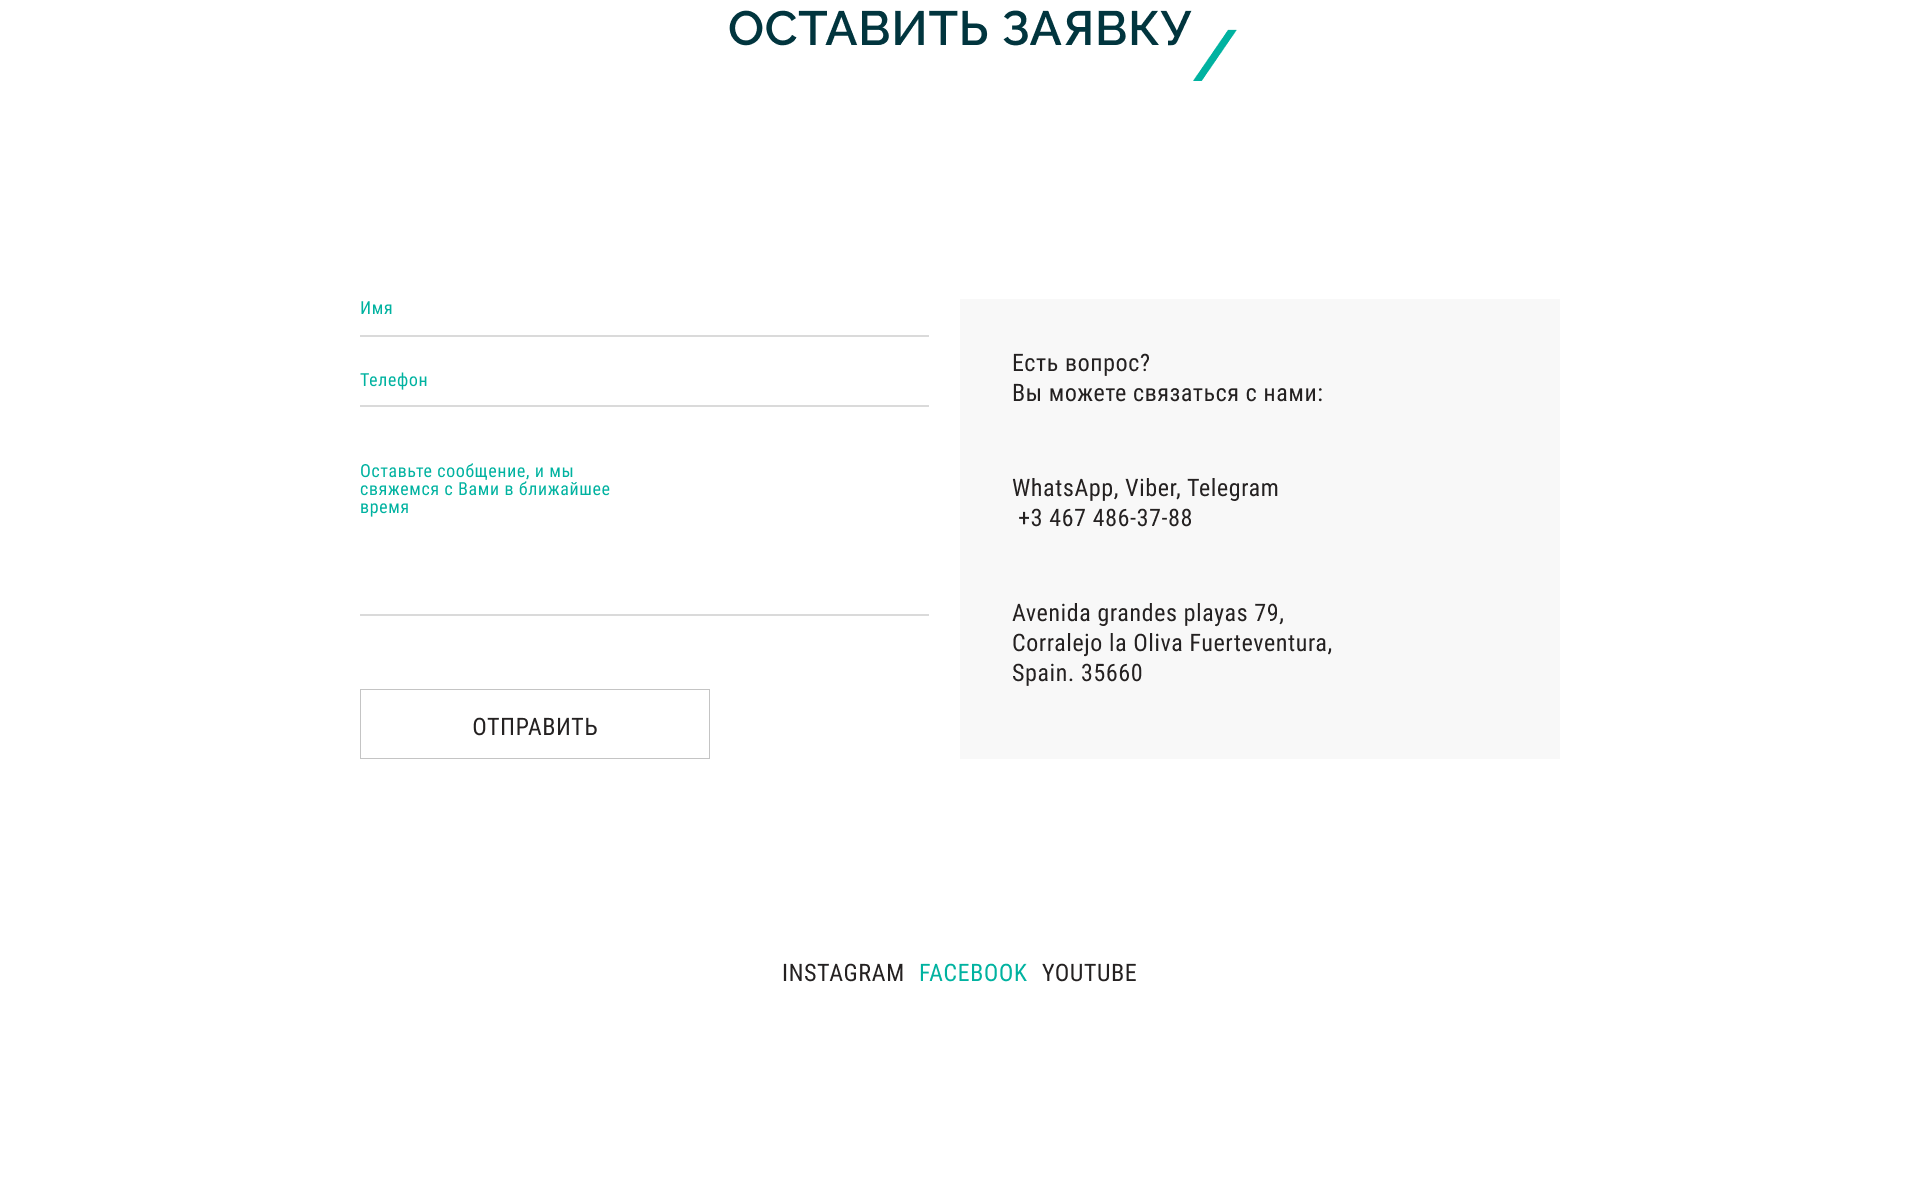 ОСТАВИТЬ ЗАЯВКУ
Имя
Телефон
Оставьте сообщение, и мы
свяжемся с Вами в ближайшее
время
ОТПРАВИТЬ
Есть вопрос?
Вы можете связаться с нами:
WhatsApp, Viber, Telegram
+3 467 486-37-88
Avenida grandes playas 79,
Corralejo la Oliva Fuerteventura,
Spain. 35660
INSTAGRAM FACEBOOK YOUTUBE